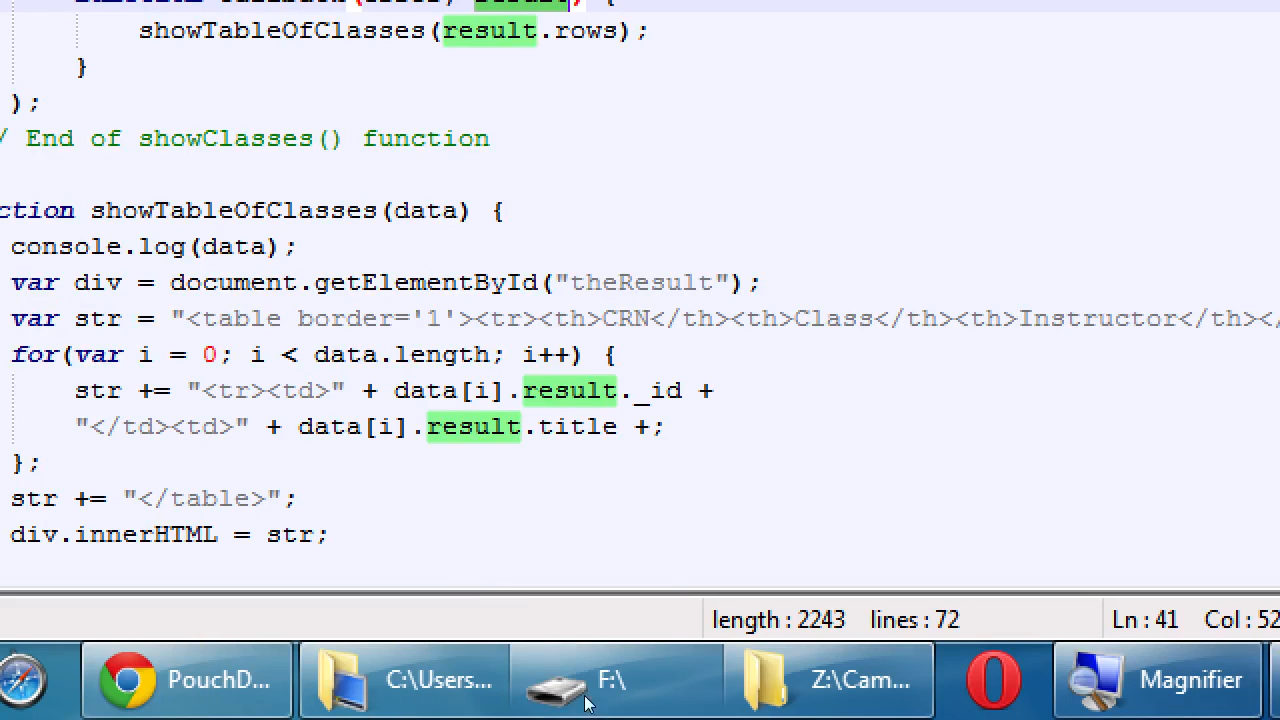 showTableOfClasses(result.rows);
}
);
/ End of showClasses() function
ction showTableOfClasses(data) {
console.log(data);
var div = document.getElementById("theResult");
var str = "<table border='1'><tr><th>CRN</th><th>Class</th><th>Instructor</th></
for(var i = 0; i < data.length; i++) {
str += "<tr><td>" + data[i].result._id +
"</td><td>" + data[i].result.title +;
};
str += "</table>";
div.innerHTML = str;
length : 2243 lines : 72 Ln : 41 Col : 52
PouchD... C:\Users... F:\ Z:\Cam... Magnifier